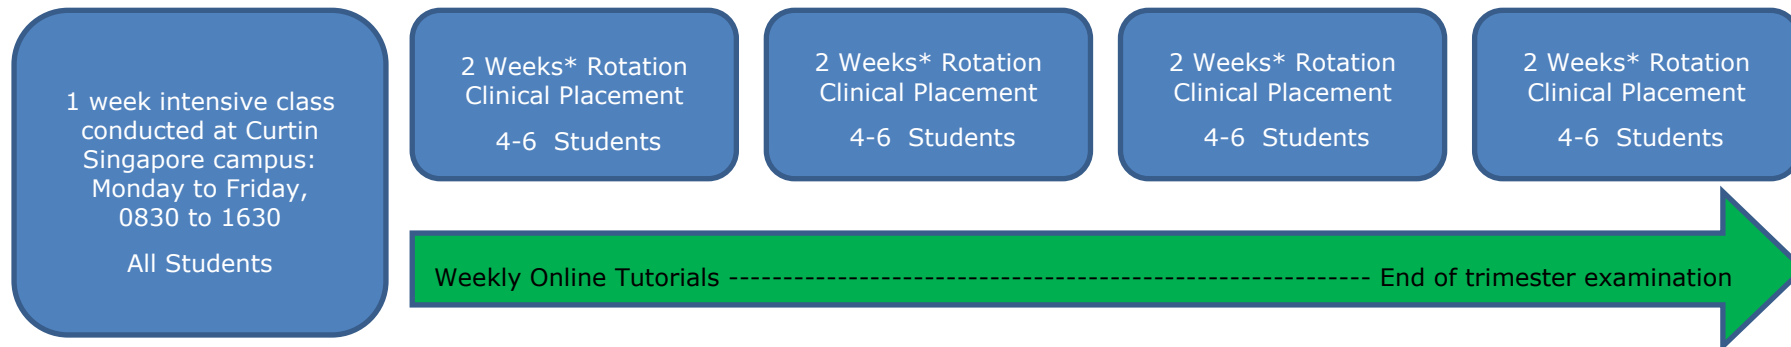 1 week intensive class
conducted at Curtin
Singapore campus:
Monday to Friday,
0830 to 1630
All Students
2 Weeks* Rotation
Clinical Placement
4-6 Students
2 Weeks* Rotation
Clinical Placement
4-6 Students
2 Weeks* Rotation
Clinical Placement
4-6 Students
2 Weeks* Rotation
Clinical Placement
4-6 Students
Weekly Online Tutorials ----------------------------------------------------------- End of trimester examination